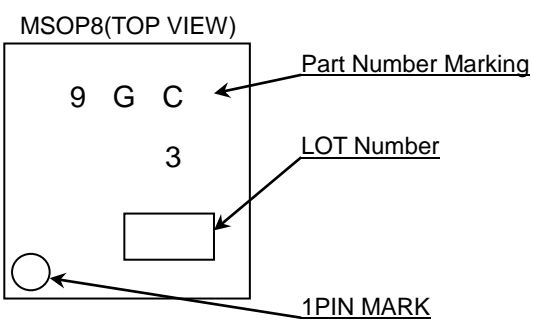 MSOP8(TOP VIEW)
Part Number Marking
9 G C
LOT Number
3
1PIN MARK